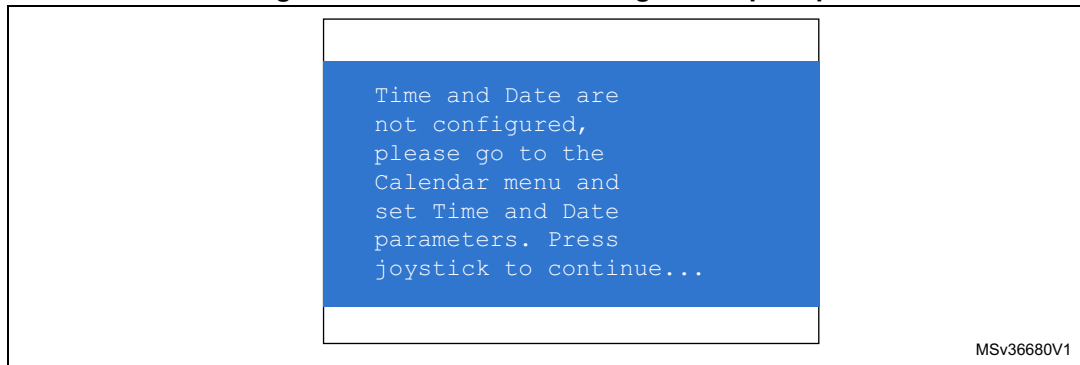 Time and Date are
not configured,
please go to the
Calendar menu and
set Time and Date
parameters. Press
joystick to continue...
MSv36680V1